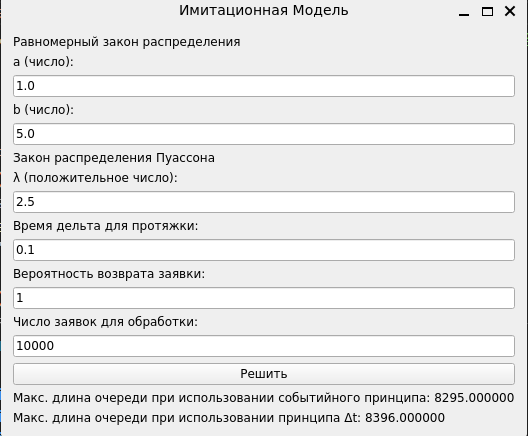 Имитационная Модель
Равномерный закон распределения
a (число):
1.0
b (число):
5.0
Закон распределения Пуассона
λ (положительное число):
2.5
Время дельта для протяжки:
0.1
Вероятность возврата заявки:
1
Число заявок для обработки:
10000
Решить
Макс. длина очереди при использовании событийного принципа: 8295.000000
Макс. длина очереди при использовании принципа Δt: 8396.000000